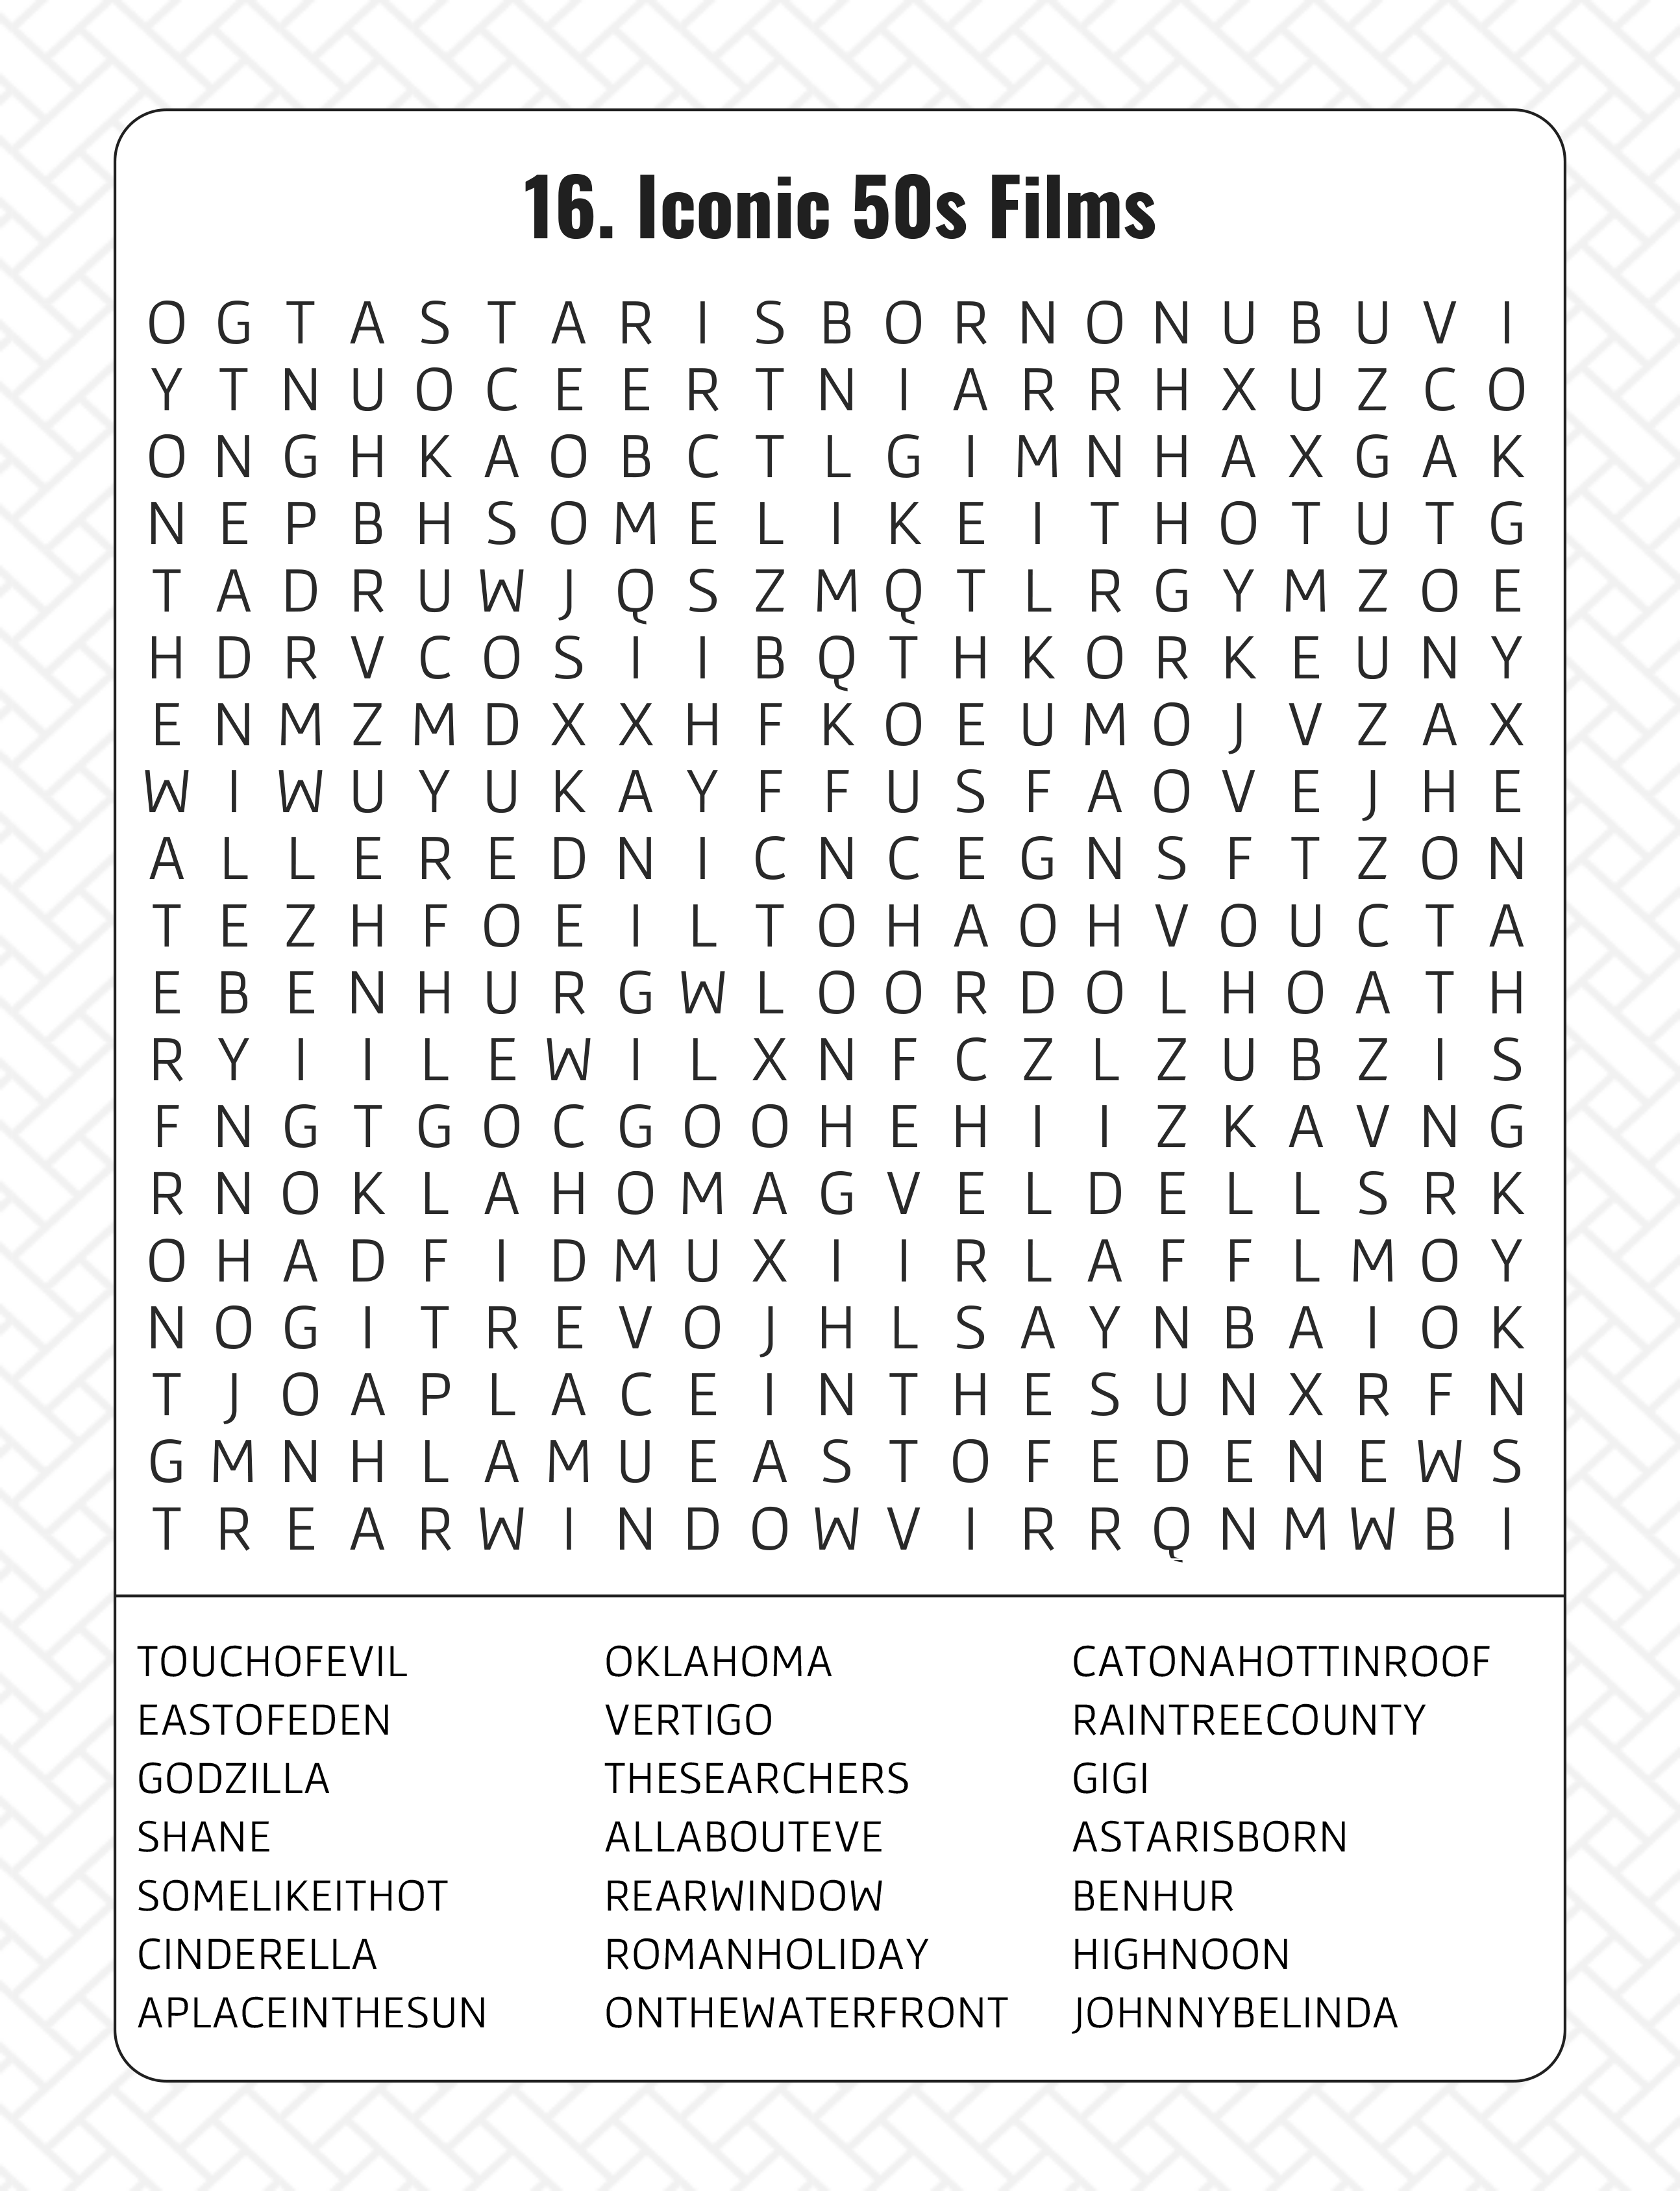 16. Iconic 50s Films
O G T A S T A R I S B O R N O N U B U V I
Y T N U O C E E R T N I A R R H X U Z C O
O N G H K A O B C T L G I M N H A X G A K
N E P B H S O M E L I K E I T H O T U T G
T A D R U W J Q S Z M Q T L R G Y M Z O E
H D R V C O S I I B Q T H K O R K E U N Y
E N M Z M D X X H F K O E U M O J V Z A X
W I W U Y U K A Y F F U S F A O V E J H E
A L L E R E D N I C N C E G N S F T Z O N
T E Z H F O E I L T O H A O H V O U C T A
E B E N H U R G W L O O R D O L H O A T H
R Y I I L E W I L X N F C Z L Z U B Z I S
F N G T G O C G O O H E H I I Z K A V N G
R N O K L A H O M A G V E L D E L L S R K
O H A D F I D M U X I I R L A F F L M O Y
N O G I T R E V O J H L S A Y N B A I O K
T J O A P L A C E I N T H E S U N X R F N
G M N H L A M U E A S T O F E D E N E W S
T R E A R W I N D O W V I R R Q N M W B I
TOUCHOFEVIL OKLAHOMA CATONAHOTTINROOF
EASTOFEDEN VERTIGO RAINTREECOUNTY
GODZILLA THESEARCHERS GIGI
SHANE ALLABOUTEVE ASTARISBORN
SOMELIKEITHOT REARWINDOW BENHUR
CINDERELLA ROMANHOLIDAY HIGHNOON
APLACEINTHESUN ONTHEWATERFRONT JOHNNYBELINDA